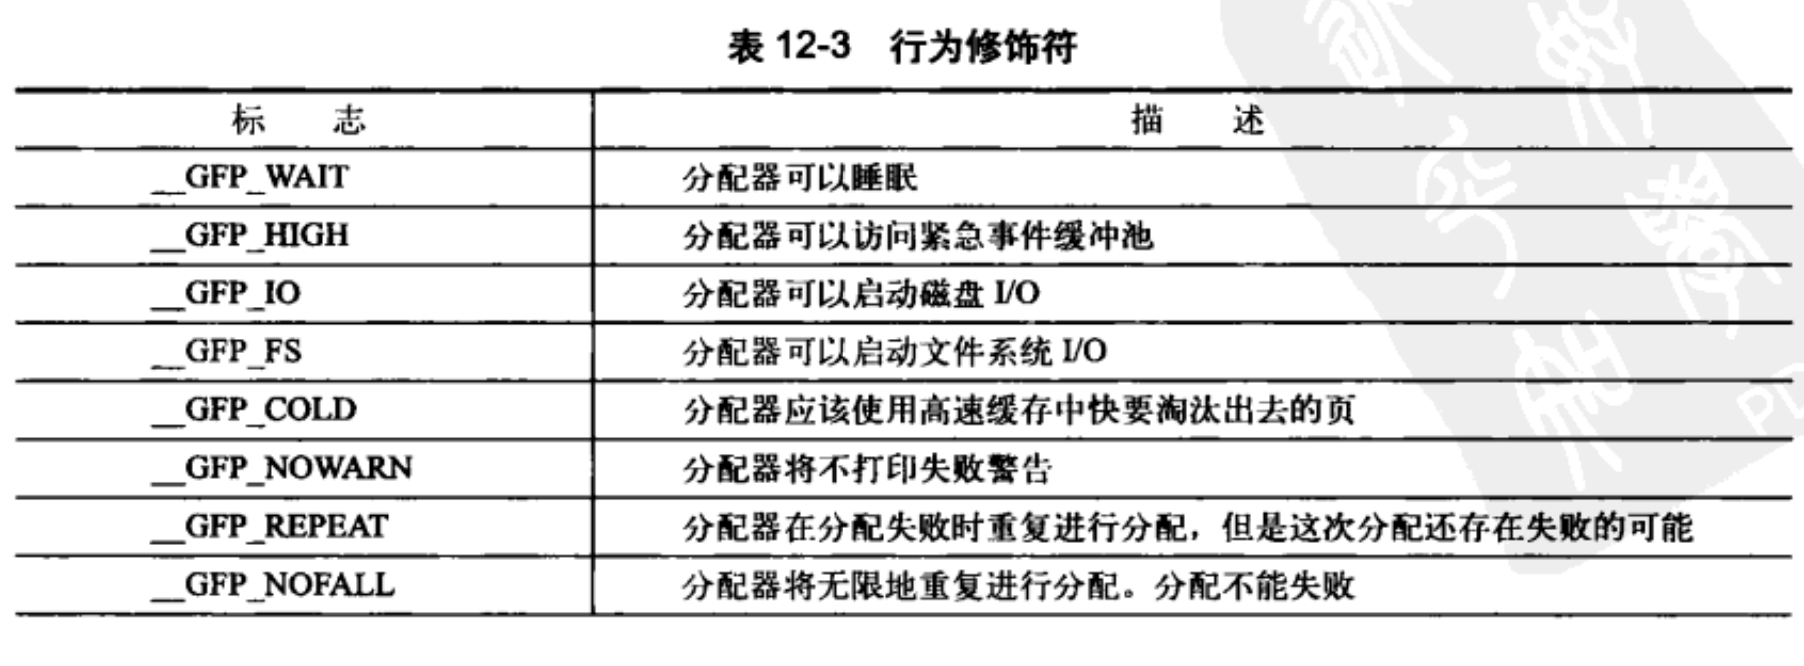 表 12-3 行为修饰符
标 志 描 述
__GFP_WAIT 分配器可以睡眠
__GFP_HIGH 分配器可以访问紧急事件缓冲池
__GFP_IO 分配器可以启动磁盘 I/O
__GFP_FS 分配器可以启动文件系统 I/O
__GFP_COLD 分配器应该使用高速缓存中快要淘汰出去的页
__GFP_NOWARN 分配器将不打印失败警告
__GFP_REPEAT 分配器在分配失败时重复进行分配，但是这次分配还存在失败的可能
__GFP_NOFALL 分配器将无限地重复进行分配。分配不能失败